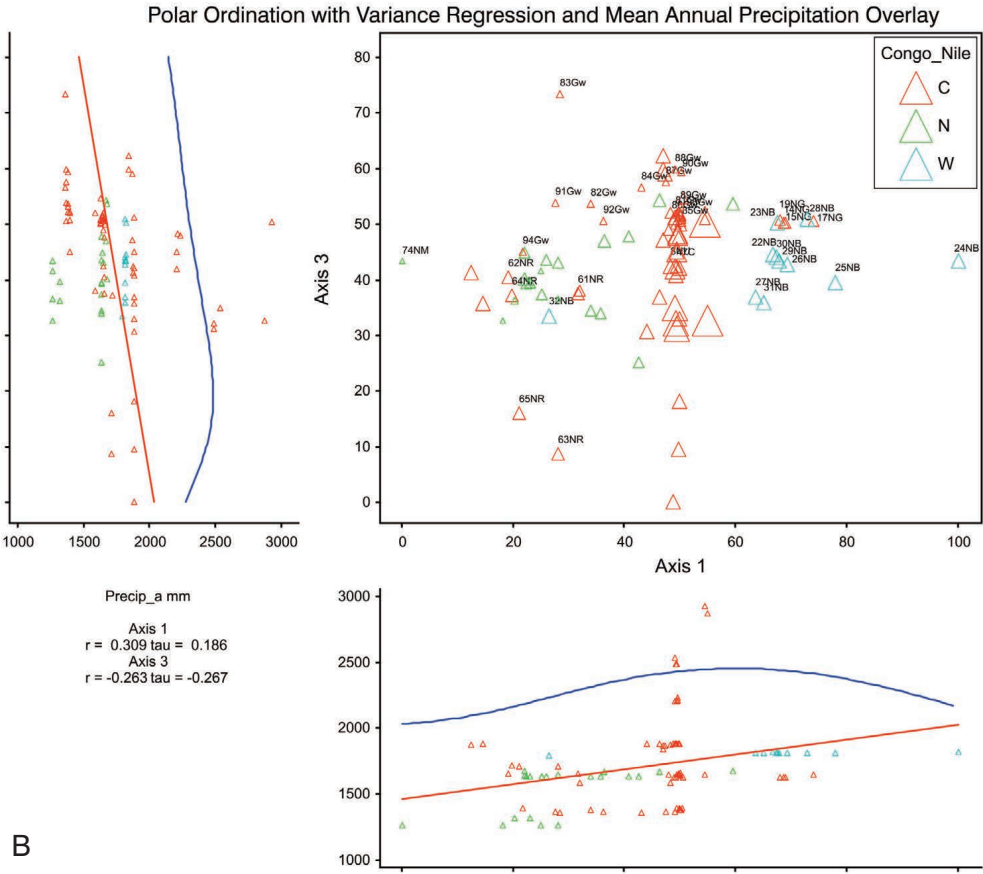 Polar Ordination with Variance Regression and Mean Annual Precipitation Overlay
1000 1500 2000 2500 3000
Axis 3
80
70
60
50
40
30
20
10
0
0 20 40 60 80 100
Axis 1
Congo_Nile
C
N
W
83Gw
88Gw
90Gw
87Gw
84Gw
91Gw
82Gw
89Gw
92Gw
85Gw
94Gw
74NM
62NR
64NR
61NR
32NB
65NR
63NR
19NG
28NB
23NB
14NG
15NG
17NG
22NB
30NB
29NB
26NB
24NB
25NB
27NB
31NB
Precip_a mm
Axis 1
r = 0.309 tau = 0.186
Axis 3
r = -0.263 tau = -0.267
3000
2500
2000
1500
1000
B